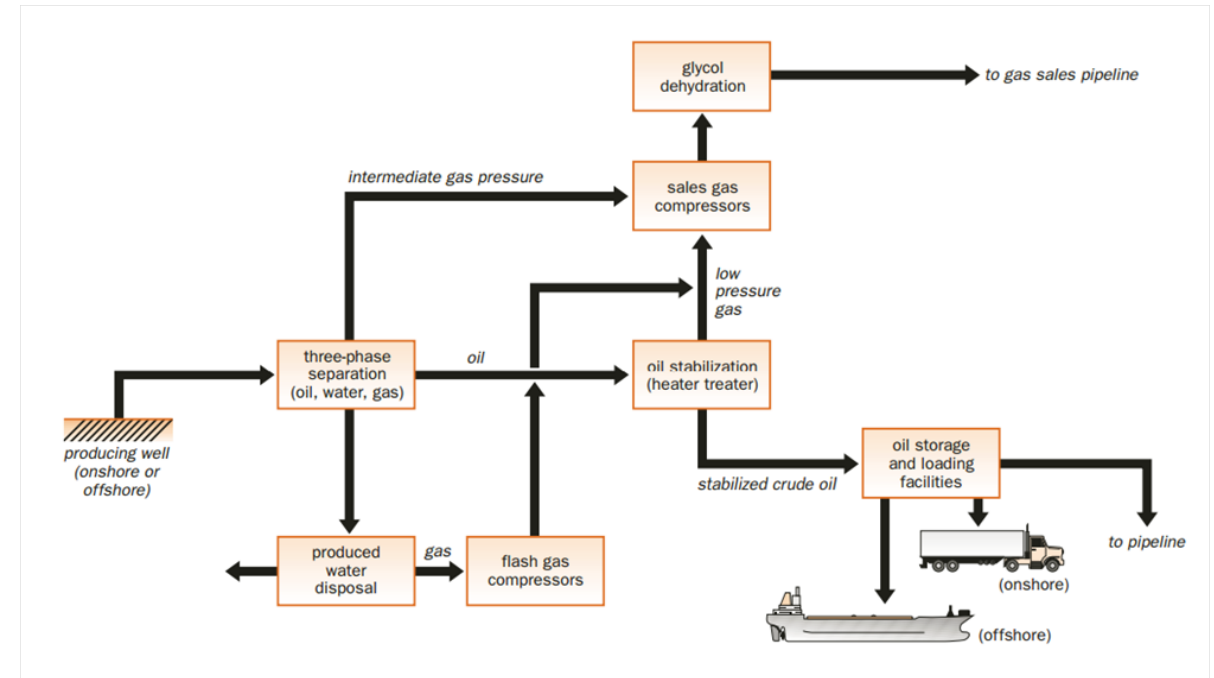 glycol
dehydration
to gas sales pipeline
intermediate gas pressure
sales gas
compressors
low
pressure
gas
three-phase
separation
(oil, water, gas)
oil
oil stabilization
(heater treater)
producing well
(onshore or
offshore)
oil storage
and loading
facilities
stabilized crude oil
produced
water
disposal
gas
flash gas
compressors
to pipeline
(onshore)
(offshore)